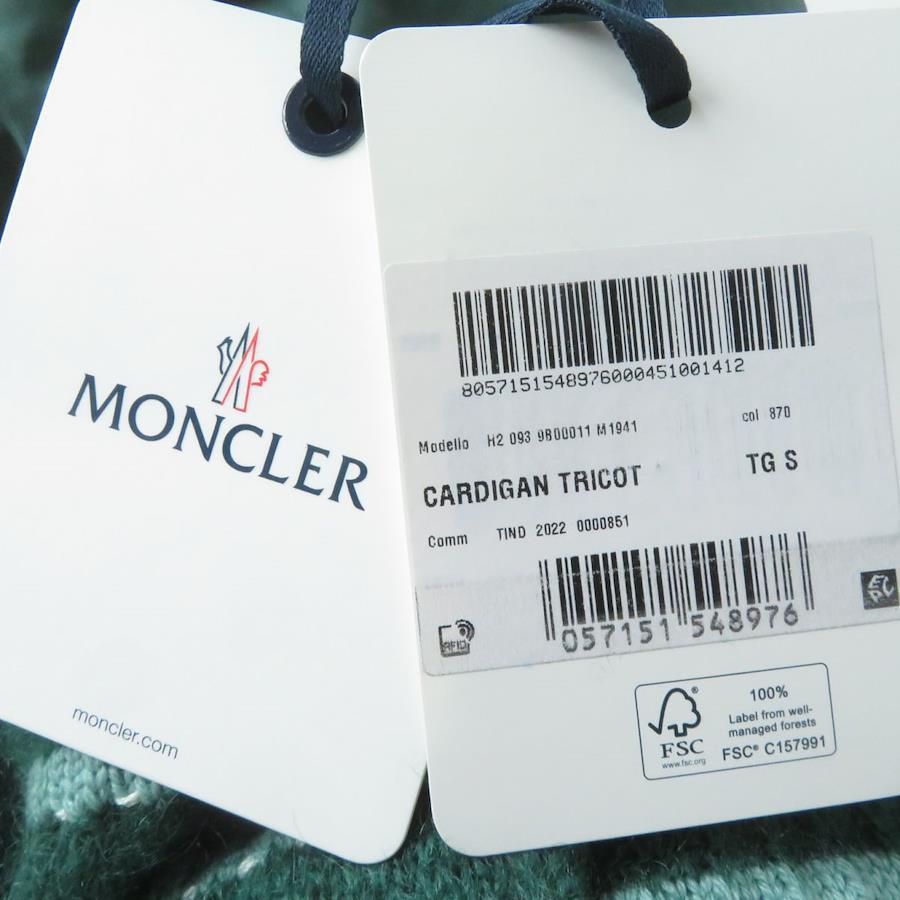 MONCLER
moncler.com
8057151548976000451001412
Modello H2 093 9B00011 M1941 col 870
CARDIGAN TRICOT TG S
Comm TIND 2022 0000851
057151 548976
RFID
EPC
FSC®
www.fsc.org
100%
Label from well-
managed forests
FSC® C157991